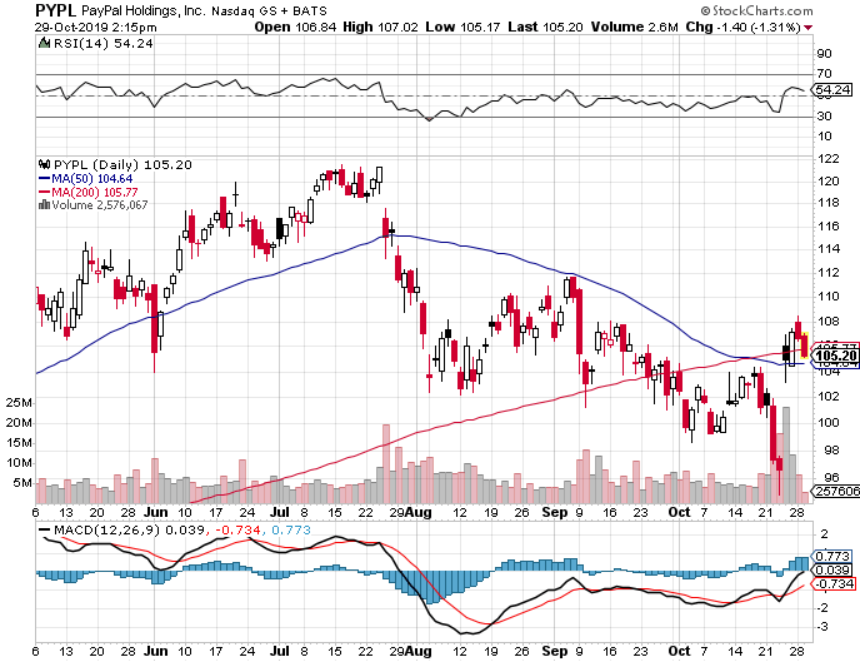 PYPL PayPal Holdings, Inc. Nasdaq GS + BATS © StockCharts.com
29-Oct-2019 2:15pm Open 106.84 High 107.02 Low 105.17 Last 105.20 Volume 2.6M Chg -1.40 (-1.31%)
RSI(14) 54.24
90
70
54.24
30
10
PYPL (Daily) 105.20
MA(50) 104.64
MA(200) 105.77
Volume 2,576,067
122
120
118
116
114
112
110
108
105.20
104
102
100
98
96
25M
20M
15M
10M
5M
257606
6 13 20 28 Jun 10 17 24 Jul 8 15 22 29 Aug 12 19 26 Sep 9 16 23 Oct 7 14 21 28
MACD(12,26,9) 0.039, -0.734, 0.773
2
0.773
0.039
-0.734
-2
-3
6 13 20 28 Jun 10 17 24 Jul 8 15 22 29 Aug 12 19 26 Sep 9 16 23 Oct 7 14 21 28